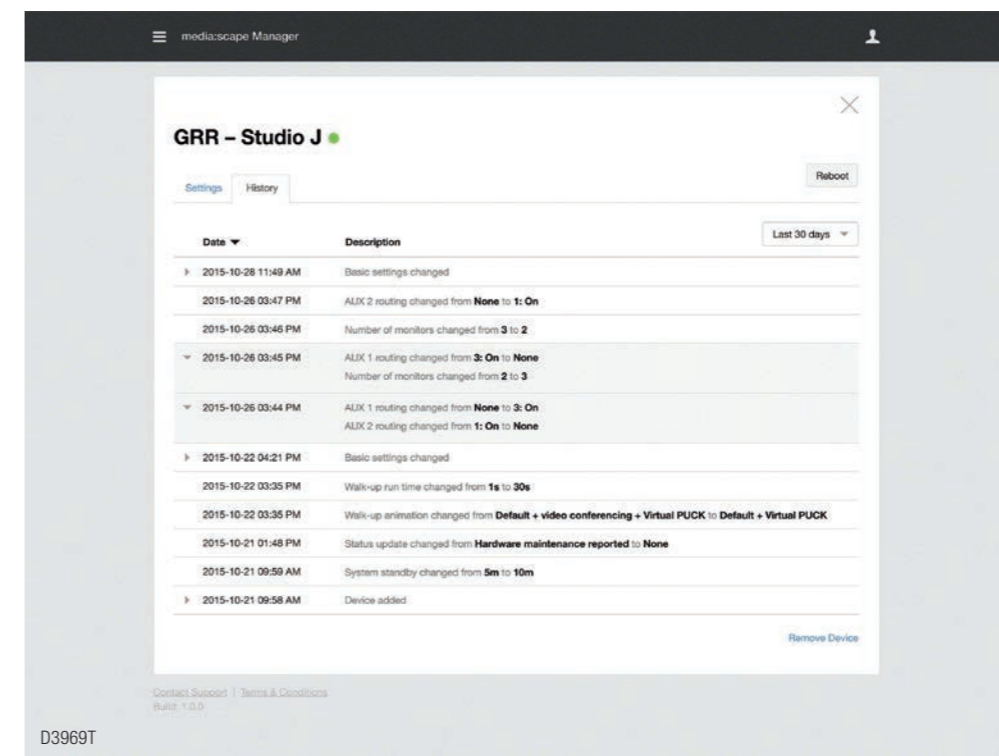 media:scape Manager
GRR – Studio J
Settings History Reboot
Date Description Last 30 days
2015-10-28 11:49 AM Basic settings changed
2015-10-26 03:47 PM AUX 2 routing changed from None to 1: On
2015-10-26 03:46 PM Number of monitors changed from 3 to 2
2015-10-26 03:45 PM AUX 1 routing changed from 3: On to None
Number of monitors changed from 2 to 3
2015-10-26 03:44 PM AUX 1 routing changed from None to 3: On
AUX 2 routing changed from 1: On to None
2015-10-22 04:21 PM Basic settings changed
2015-10-22 03:35 PM Walk-up run time changed from 1s to 30s
2015-10-22 03:35 PM Walk-up animation changed from Default + video conferencing + Virtual PUCK to Default + Virtual PUCK
2015-10-21 01:48 PM Status update changed from Hardware maintenance reported to None
2015-10-21 09:59 AM System standby changed from 5m to 10m
2015-10-21 09:58 AM Device added
Remove Device
Contact Support | Terms & Conditions
Build: 1.0.0
D3969T